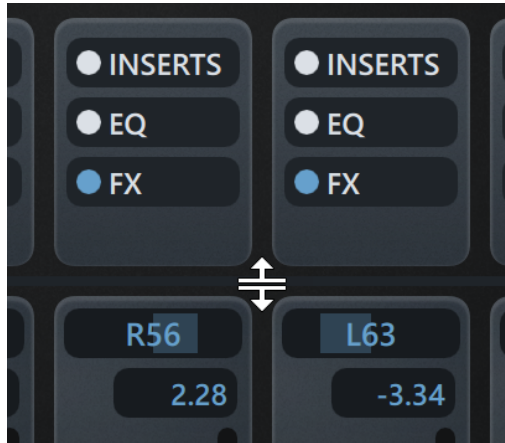 INSERTS INSERTS
EQ EQ
FX FX
R56 L63
2.28 -3.34